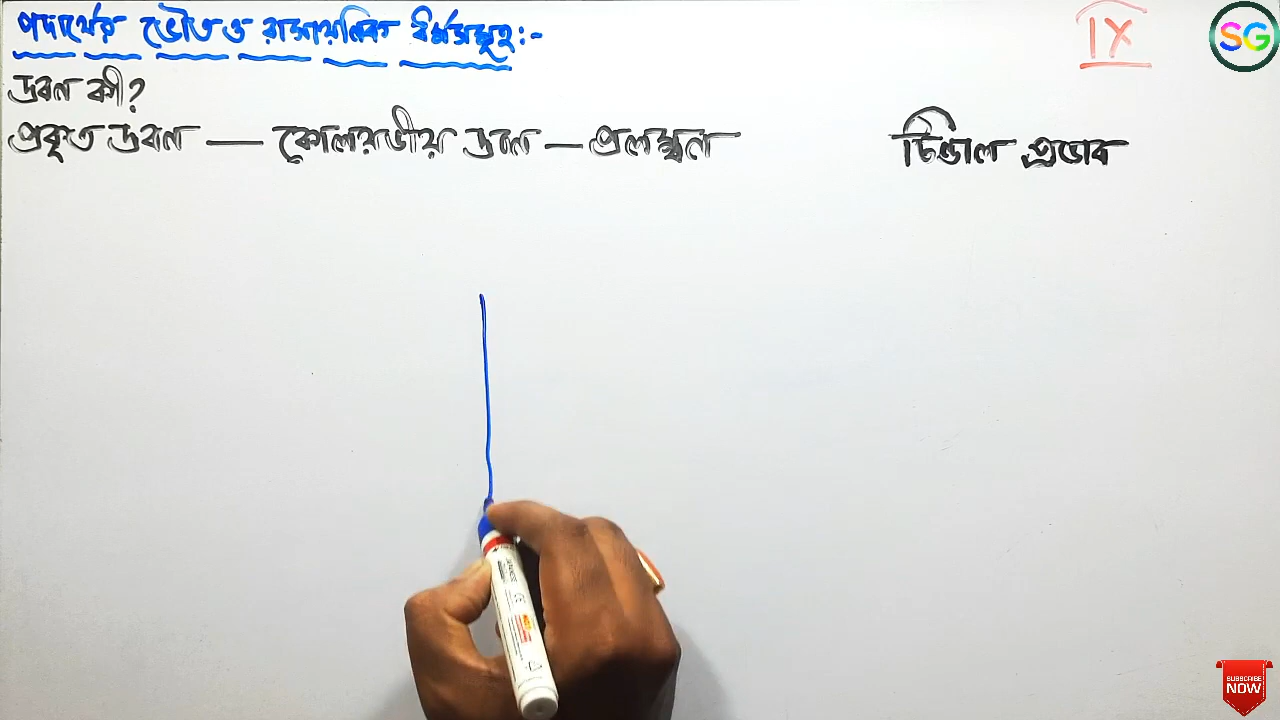 পদার্থের ভৌত ও রাসায়নিক ধর্মসমূহ:-
IX
SG
দ্রবণ কী?
প্রকৃত দ্রবণ — কোলয়ডীয় দ্রবণ — প্রলম্বন
টিন্ডাল প্রভাব
SUBSCRIBE
NOW